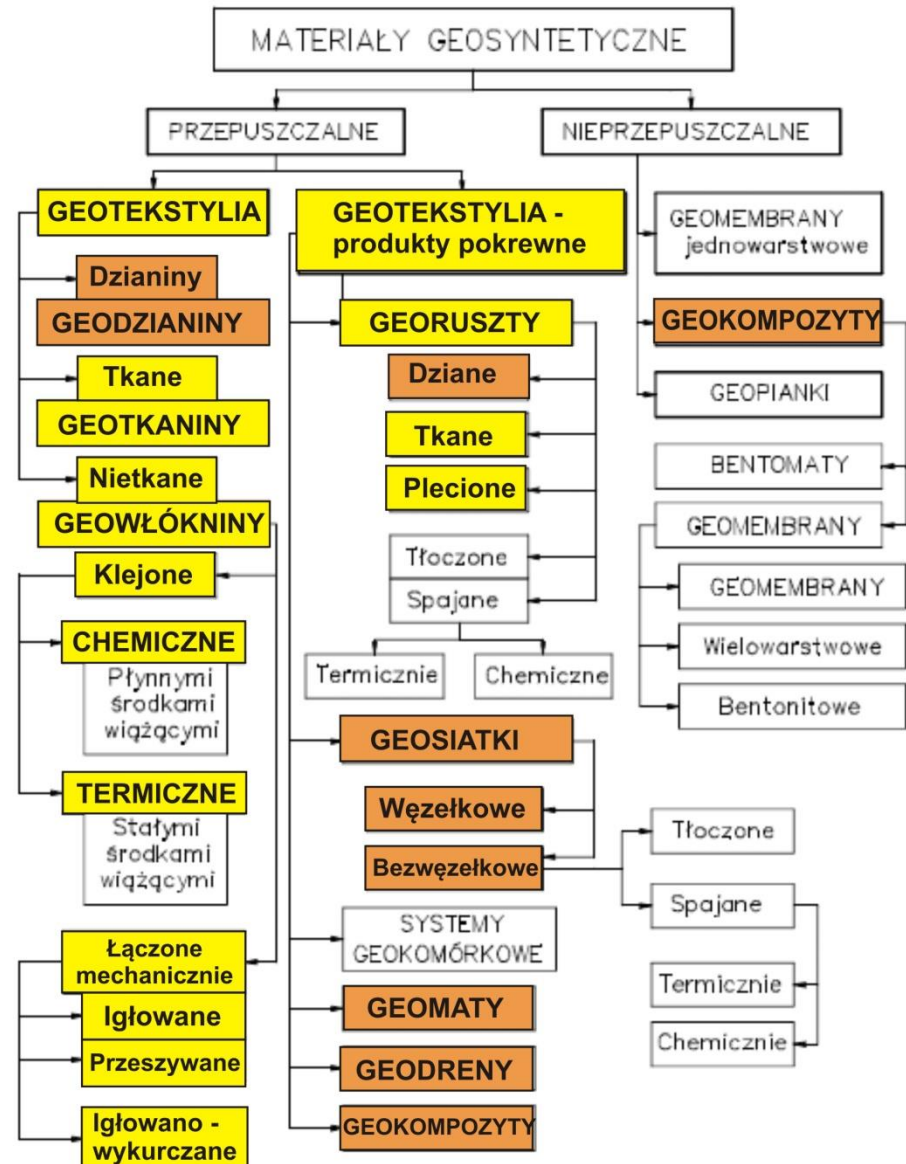 MATERIAŁY GEOSYNTETYCZNE
PRZEPUSZCZALNE
NIEPRZEPUSZCZALNE
GEOTEKSTYLIA
Dzianiny
GEODZIANINY
Tkane
GEOTKANINY
Nietkane
GEOWŁÓKNINY
Klejone
CHEMICZNE
Płynnymi
środkami
wiążącymi
TERMICZNE
Stałymi
środkami
wiążącymi
Łączone
mechanicznie
Igłowane
Przeszywane
Igłowano -
wykurczane
GEOTEKSTYLIA -
produkty pokrewne
GEORUSZTY
Dziane
Tkane
Plecione
Tłoczone
Spajane
Termicznie
Chemiczne
GEOSIATKI
Węzełkowe
Bezwęzełkowe
Tłoczone
Spajane
Termicznie
Chemicznie
SYSTEMY
GEOKOMÓRKOWE
GEOMATY
GEODRENY
GEOKOMPOZYTY
GEOMEMBRANY
jednowarstwowe
GEOKOMPOZYTY
GEOPIANKI
BENTOMATY
GEOMEMBRANY
GEOMEMBRANY
Wielowarstwowe
Bentonitowe